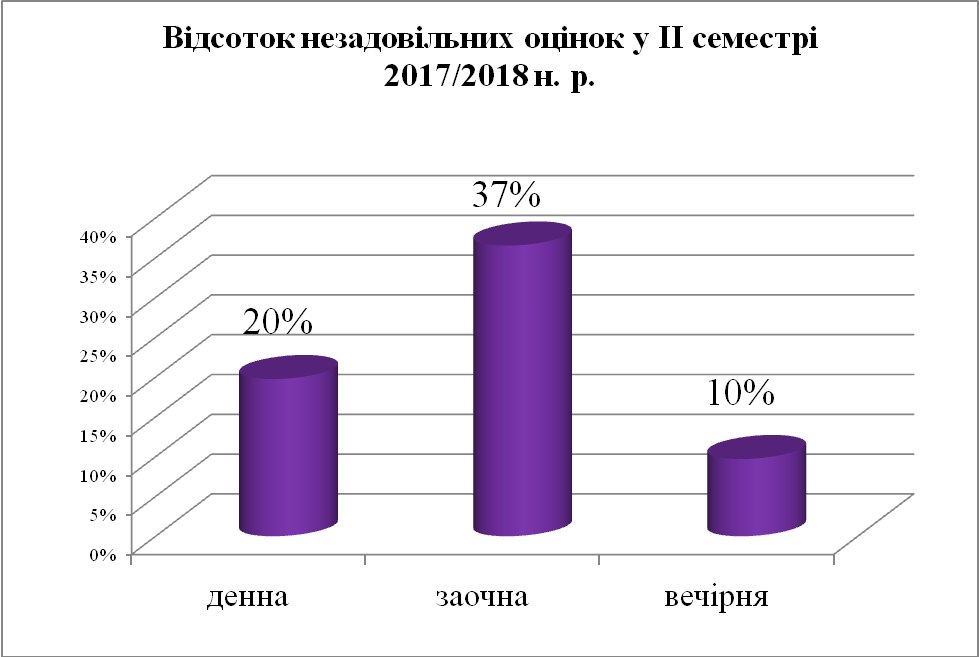 Відсоток незадовільних оцінок у ІІ семестрі
2017/2018 н. р.
37%
20%
10%
40%
35%
30%
25%
20%
15%
10%
5%
0%
денна
заочна
вечірня